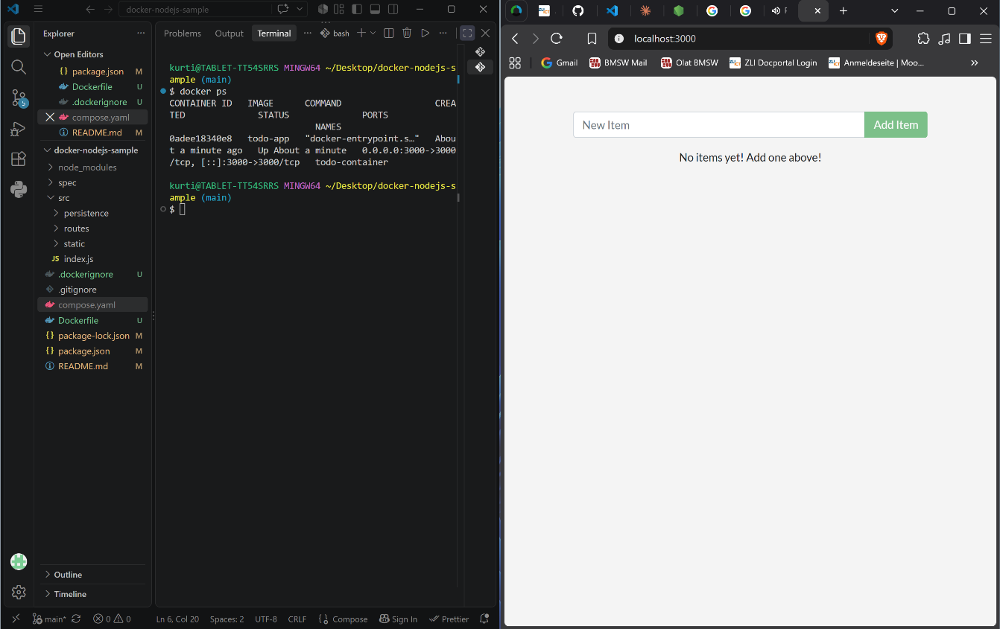 docker-nodejs-sample
Explorer
Open Editors
package.json M
Dockerfile U
.dockerignore U
compose.yaml
README.md M
docker-nodejs-sample
node_modules
spec
src
persistence
routes
static
JS index.js
.dockerignore U
.gitignore
compose.yaml
Dockerfile U
package-lock.json M
package.json M
README.md M
Outline
Timeline
5
Problems Output Terminal bash
kurti@TABLET-TT54SRRS MINGW64 ~/Desktop/docker-nodejs-s
ample (main)
$ docker ps
CONTAINER ID IMAGE COMMAND CREA
TED STATUS PORTS
NAMES
0adee18340e8 todo-app "docker-entrypoint.s…" Abou
t a minute ago Up About a minute 0.0.0.0:3000->3000
/tcp, [::]:3000->3000/tcp todo-container
kurti@TABLET-TT54SRRS MINGW64 ~/Desktop/docker-nodejs-s
ample (main)
$
main* 0 0 Ln 6, Col 20 Spaces: 2 UTF-8 CRLF Compose Sign In Prettier
localhost:3000
Gmail BMSW Mail Olat BMSW ZLI Docportal Login Anmeldeseite | Moo...
New Item Add Item
No items yet! Add one above!